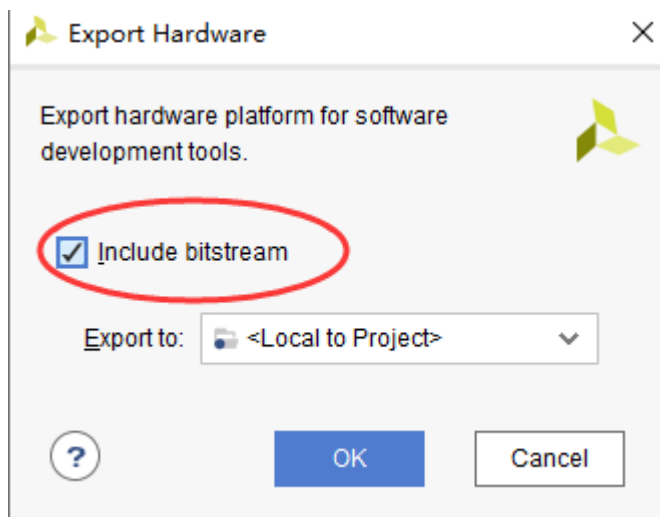 Export Hardware
Export hardware platform for software
development tools.
Include bitstream
Export to: <Local to Project>
?
OK Cancel